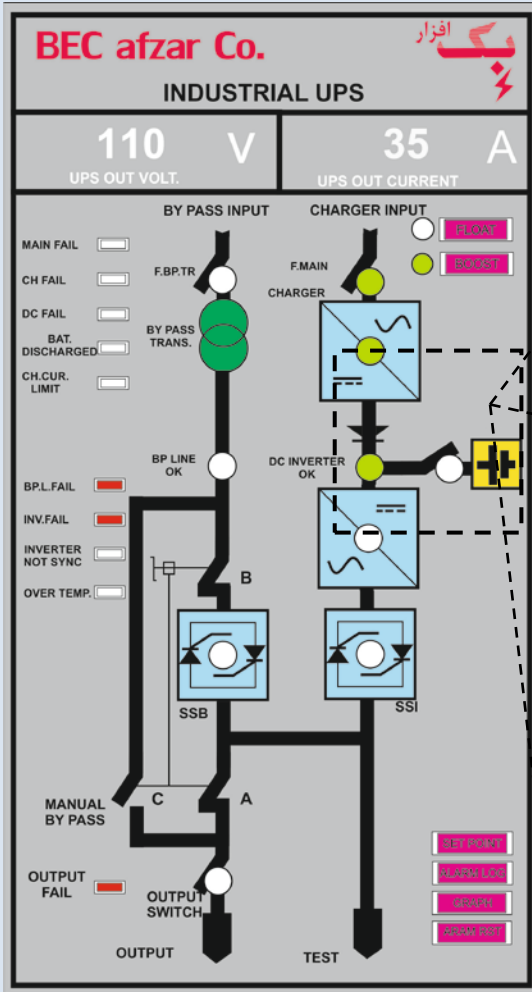 BEC afzar Co.
بک افزار
INDUSTRIAL UPS
110 V
UPS OUT VOLT.
35 A
UPS OUT CURRENT
BY PASS INPUT
CHARGER INPUT
FLOAT
BOOST
MAIN FAIL
CH FAIL
DC FAIL
BAT.
DISCHARGED
CH.CUR.
LIMIT
F.BP.TR
F.MAIN
CHARGER
BY PASS
TRANS.
BP LINE
OK
DC INVERTER
OK
BP.L.FAIL
INV.FAIL
INVERTER
NOT SYNC
OVER TEMP.
B
SSB
SSI
MANUAL
BY PASS
C
A
OUTPUT
FAIL
OUTPUT
SWITCH
OUTPUT
TEST
SET POINT
ALARM LOG
GRAPH
ARAM RST